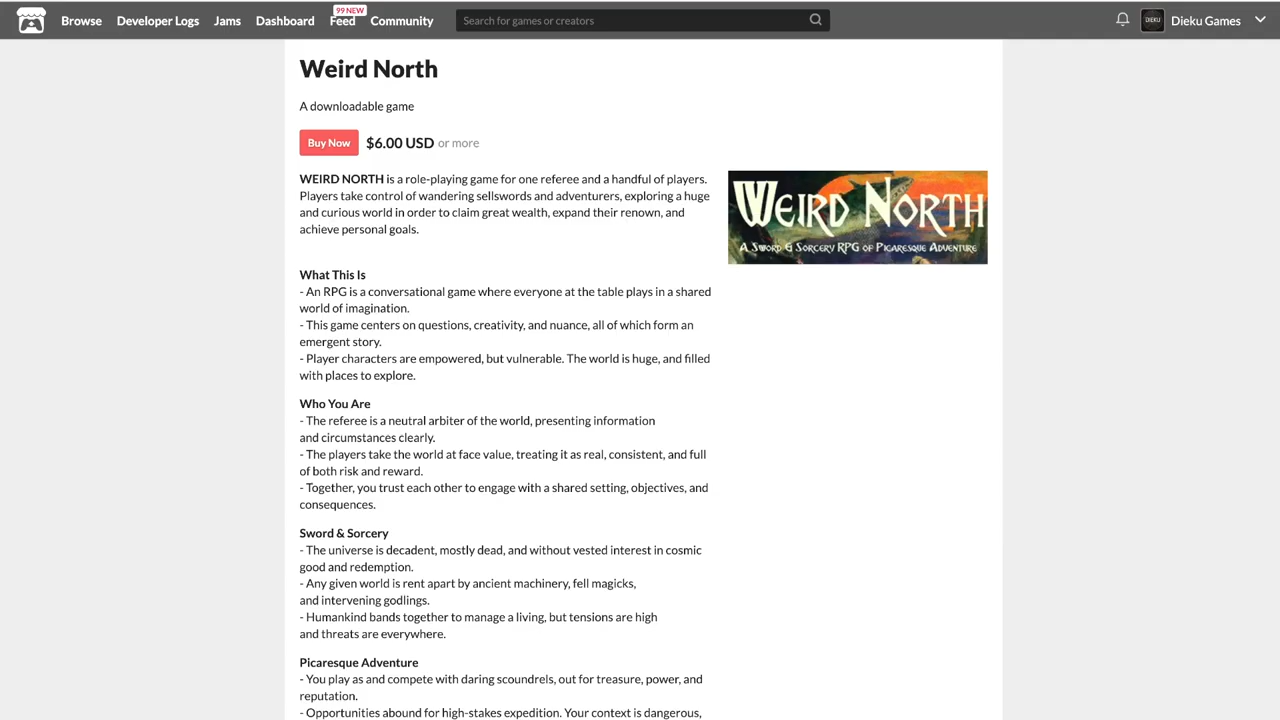 Browse Developer Logs Jams Dashboard Feed 99 NEW Community Search for games or creators DIEKU Dieku Games
Weird North
A downloadable game
Buy Now $6.00 USD or more
WEIRD NORTH is a role-playing game for one referee and a handful of players.
Players take control of wandering sellswords and adventurers, exploring a huge
and curious world in order to claim great wealth, expand their renown, and
achieve personal goals.
WEIRD NORTH
A SWORD & SORCERY RPG OF PICARESQUE ADVENTURE
What This Is
- An RPG is a conversational game where everyone at the table plays in a shared
world of imagination.
- This game centers on questions, creativity, and nuance, all of which form an
emergent story.
- Player characters are empowered, but vulnerable. The world is huge, and filled
with places to explore.
Who You Are
- The referee is a neutral arbiter of the world, presenting information
and circumstances clearly.
- The players take the world at face value, treating it as real, consistent, and full
of both risk and reward.
- Together, you trust each other to engage with a shared setting, objectives, and
consequences.
Sword & Sorcery
- The universe is decadent, mostly dead, and without vested interest in cosmic
good and redemption.
- Any given world is rent apart by ancient machinery, fell magicks,
and intervening godlings.
- Humankind bands together to manage a living, but tensions are high
and threats are everywhere.
Picaresque Adventure
- You play as and compete with daring scoundrels, out for treasure, power, and
reputation.
- Opportunities abound for high-stakes expedition. Your context is dangerous,